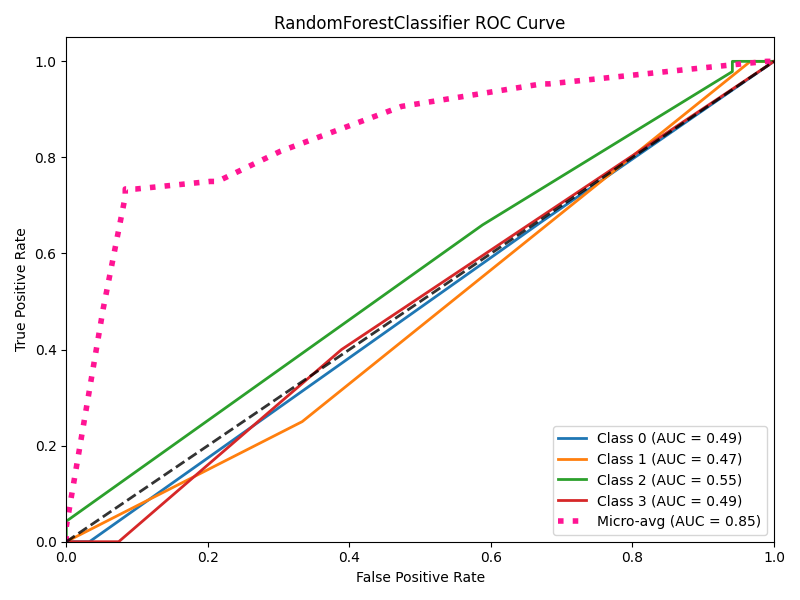 RandomForestClassifier ROC Curve
True Positive Rate
1.0
0.8
0.6
0.4
0.2
0.0
0.0 0.2 0.4 0.6 0.8 1.0
False Positive Rate
Class 0 (AUC = 0.49)
Class 1 (AUC = 0.47)
Class 2 (AUC = 0.55)
Class 3 (AUC = 0.49)
Micro-avg (AUC = 0.85)